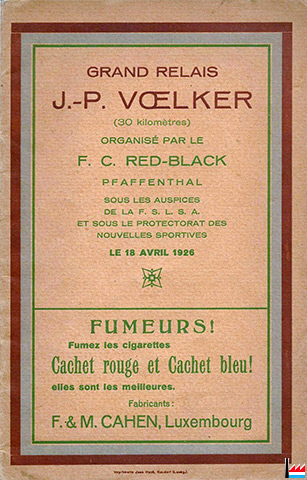 GRAND RELAIS
J.-P. VŒLKER
(30 kilomètres)
ORGANISÉ PAR LE
F. C. RED-BLACK
PFAFFENTHAL
SOUS LES AUSPICES
DE LA F. S. L. S. A.
ET SOUS LE PROTECTORAT DES
NOUVELLES SPORTIVES
LE 18 AVRIL 1926
FUMEURS!
Fumez les cigarettes
Cachet rouge et Cachet bleu!
elles sont les meilleures.
Fabricants:
F. & M. CAHEN, Luxembourg
Imprimerie Jean